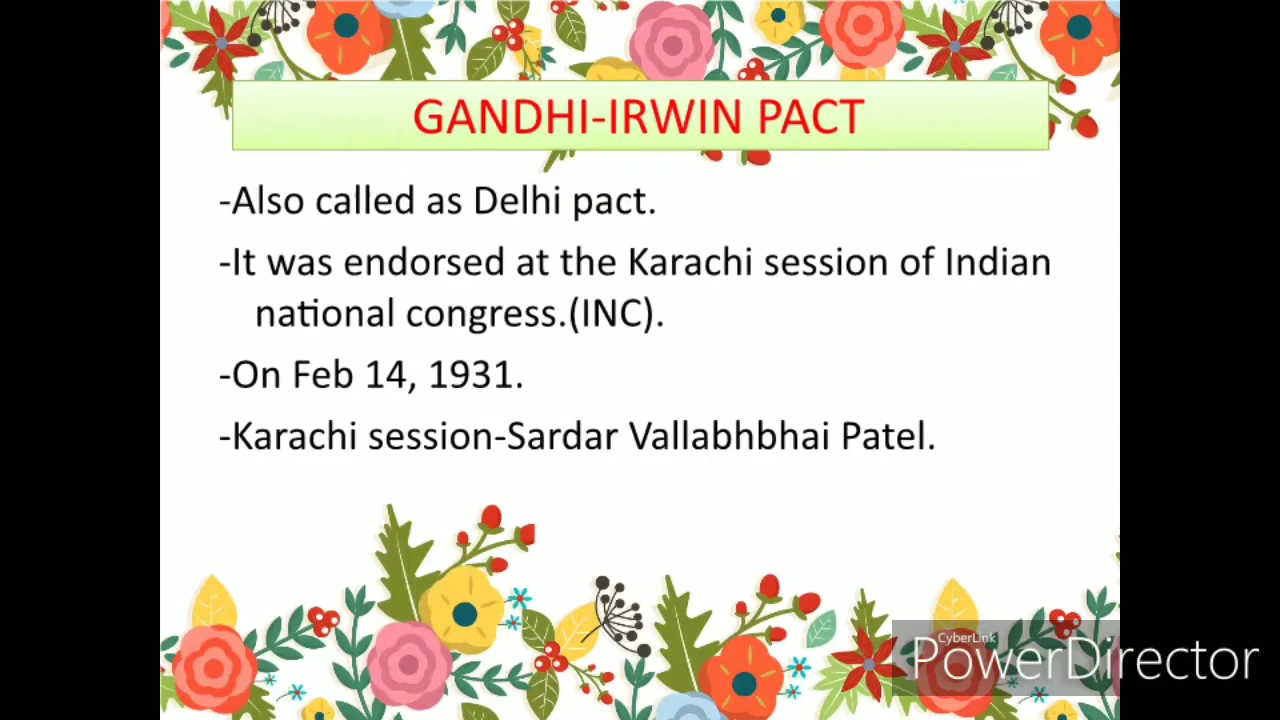 GANDHI-IRWIN PACT
-Also called as Delhi pact.
-It was endorsed at the Karachi session of Indian
national congress.(INC).
-On Feb 14, 1931.
-Karachi session-Sardar Vallabhbhai Patel.
CyberLink
PowerDirector